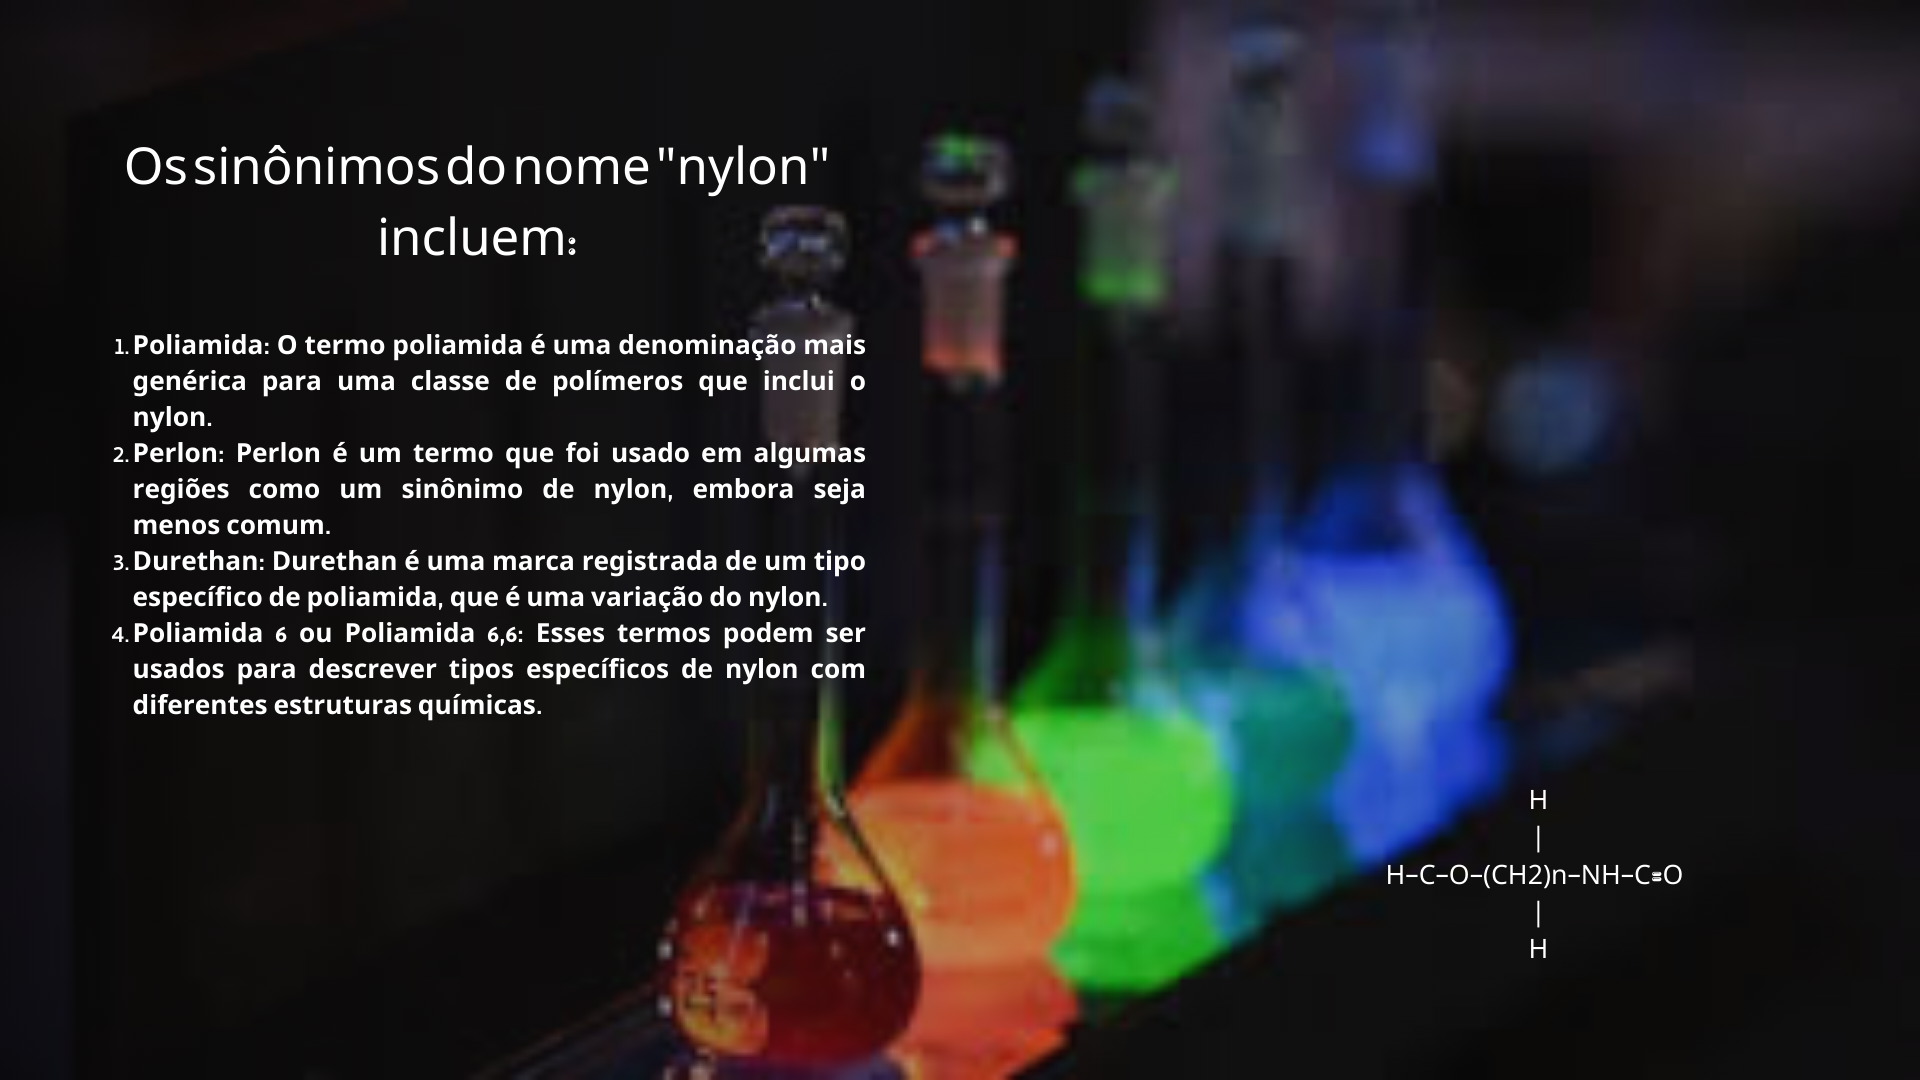 Os sinônimos do nome "nylon"
incluem:
1. Poliamida: O termo poliamida é uma denominação mais
genérica para uma classe de polímeros que inclui o
nylon.
2. Perlon: Perlon é um termo que foi usado em algumas
regiões como um sinônimo de nylon, embora seja
menos comum.
3. Durethan: Durethan é uma marca registrada de um tipo
específico de poliamida, que é uma variação do nylon.
4. Poliamida 6 ou Poliamida 6,6: Esses termos podem ser
usados para descrever tipos específicos de nylon com
diferentes estruturas químicas.
H
|
H–C–O–(CH2)n–NH–C=O
|
H